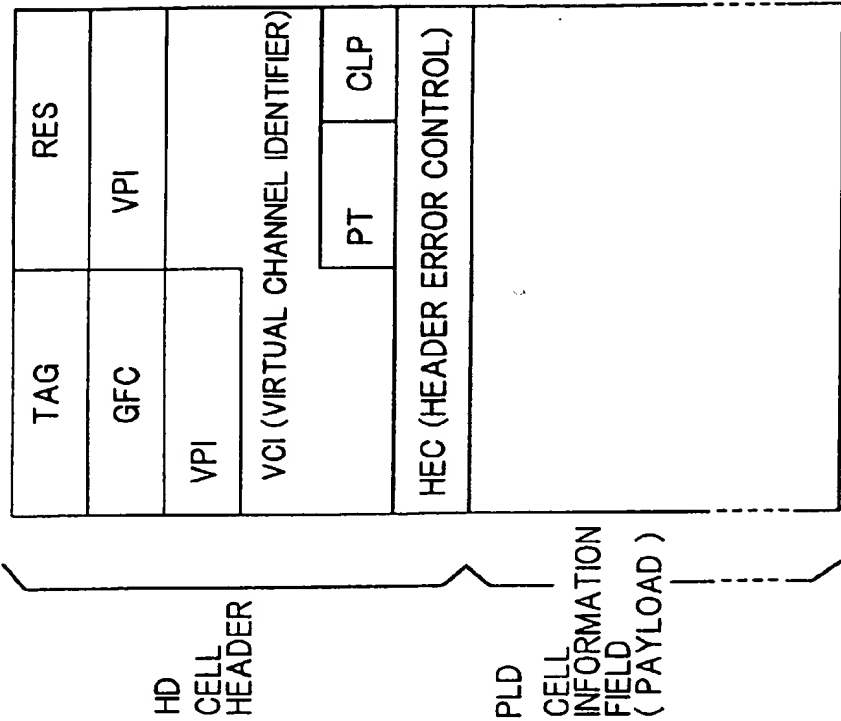 TAG RES
GFC VPI
VPI
VCI (VIRTUAL CHANNEL IDENTIFIER)
PT CLP
HEC (HEADER ERROR CONTROL)
HD
CELL
HEADER
PLD
CELL
INFORMATION
FIELD
( PAYLOAD )